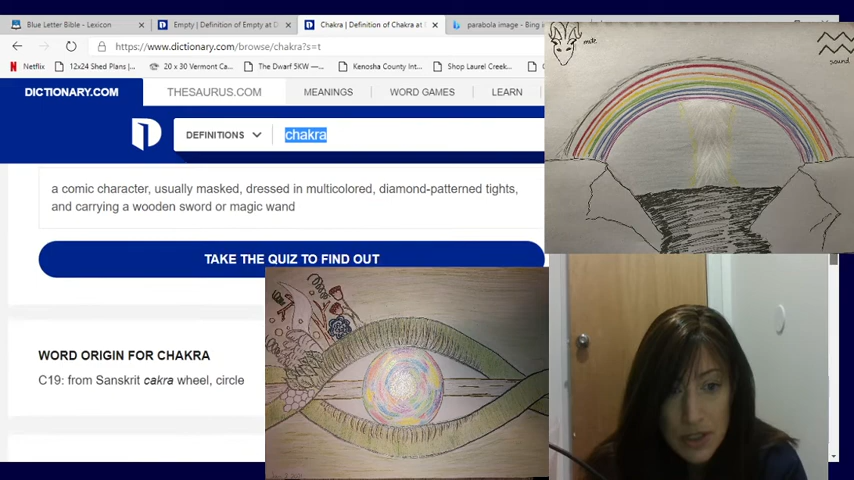 Blue Letter Bible - Lexicon
Empty | Definition of Empty at D
Chakra | Definition of Chakra at
parabola image - Bing i
https://www.dictionary.com/browse/chakra?s=t
Netflix
12x24 Shed Plans |
20 x 30 Vermont Ca...
The Dwarf 5KW—...
Kenosha County Int...
Shop Laurel Creek...
DICTIONARY.COM
THESAURUS.COM
MEANINGS
WORD GAMES
LEARN
DEFINITIONS
chakra
a comic character, usually masked, dressed in multicolored, diamond-patterned tights,
and carrying a wooden sword or magic wand
TAKE THE QUIZ TO FIND OUT
WORD ORIGIN FOR CHAKRA
C19: from Sanskrit cakra wheel, circle
sound